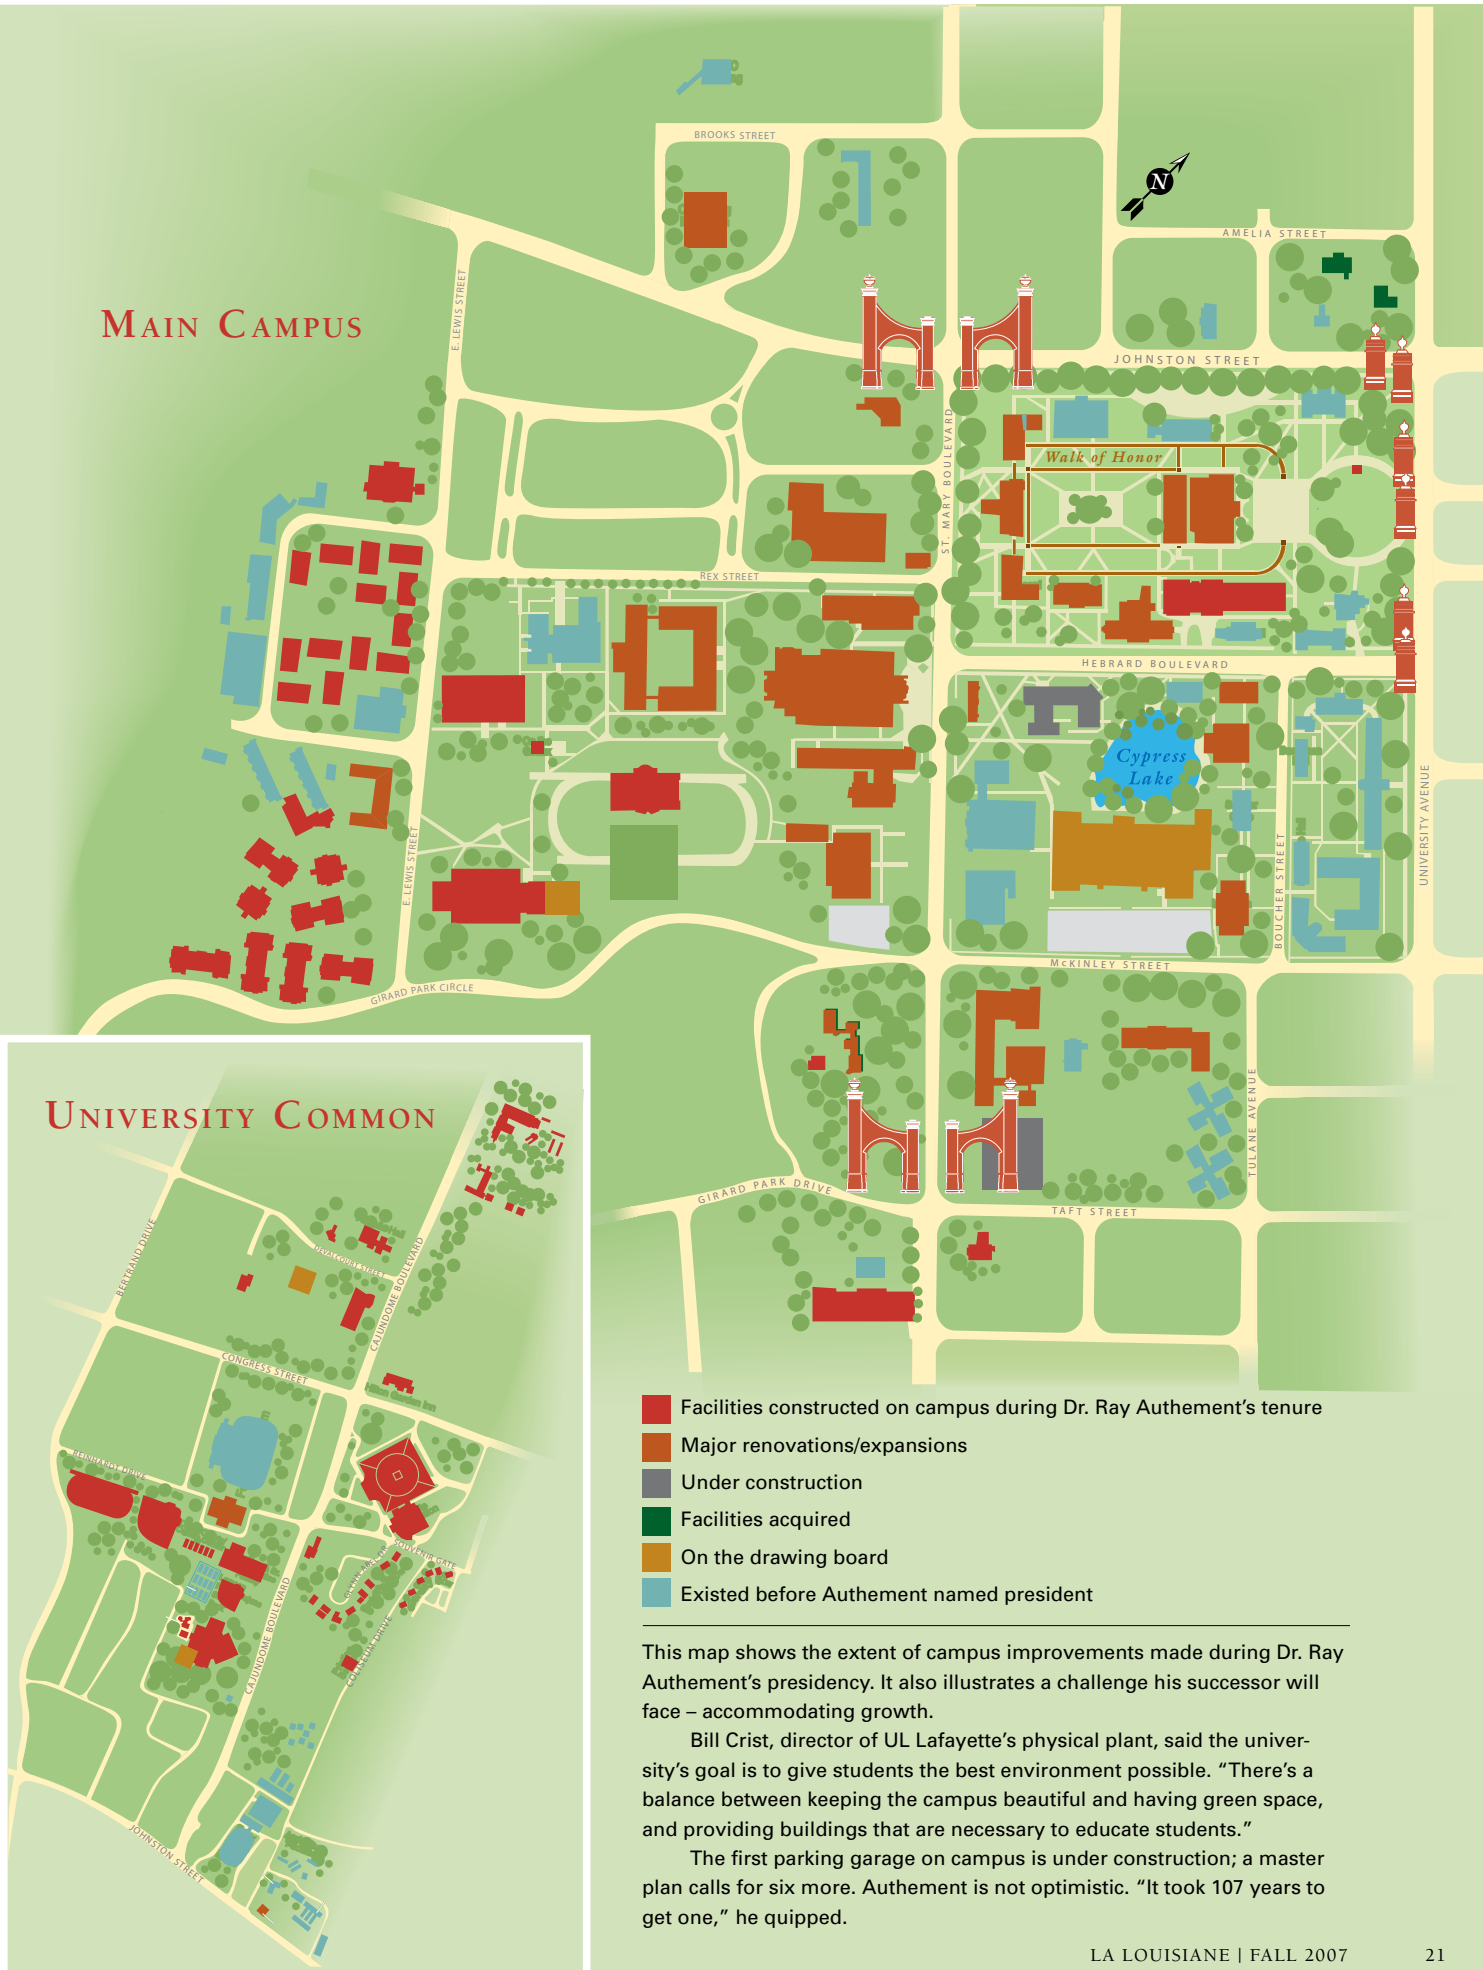 BROOKS STREET
N
AMELIA STREET
E. LEWIS STREET
MAIN CAMPUS
JOHNSTON STREET
ST. MARY BOULEVARD
Walk of Honor
REX STREET
HEBRARD BOULEVARD
Cypress
Lake
UNIVERSITY AVENUE
E. LEWIS STREET
BOUCHER STREET
MCKINLEY STREET
GIRARD PARK CIRCLE
TULANE AVENUE
GIRARD PARK DRIVE
TAFT STREET
UNIVERSITY COMMON
BERTRAND DRIVE
DEVALCOURT STREET
CAJUNDOME BOULEVARD
CONGRESS STREET
Hilton Garden Inn
REINHARDT DRIVE
SOUVENIR GATE
GLYNN ABEL DR.
CAJUNDOME BOULEVARD
COLISEUM DRIVE
JOHNSTON STREET
Facilities constructed on campus during Dr. Ray Authement’s tenure
Major renovations/expansions
Under construction
Facilities acquired
On the drawing board
Existed before Authement named president
This map shows the extent of campus improvements made during Dr. Ray
Authement’s presidency. It also illustrates a challenge his successor will
face – accommodating growth.
Bill Crist, director of UL Lafayette’s physical plant, said the univer-
sity’s goal is to give students the best environment possible. “There’s a
balance between keeping the campus beautiful and having green space,
and providing buildings that are necessary to educate students.”
The first parking garage on campus is under construction; a master
plan calls for six more. Authement is not optimistic. “It took 107 years to
get one,” he quipped.
LA LOUISIANE | FALL 2007 21